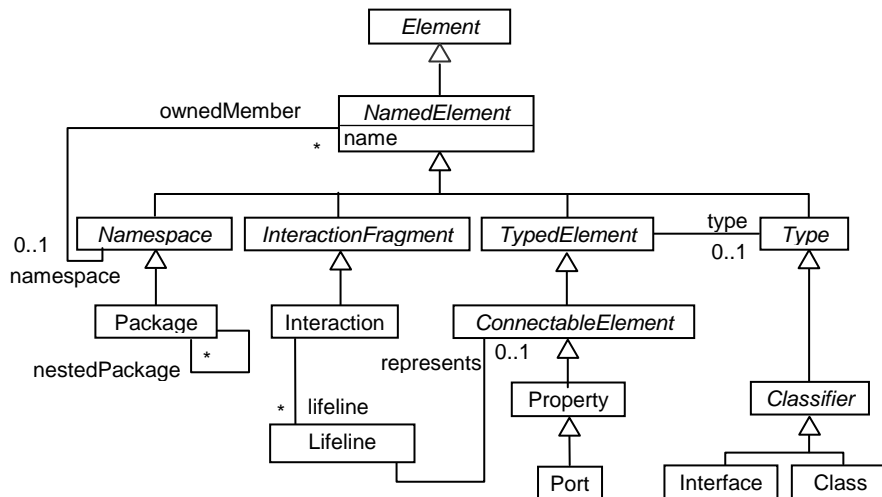 Element
ownedMember
NamedElement
*
name
Namespace
InteractionFragment
TypedElement
type
Type
0..1
0..1
namespace
Package
Interaction
ConnectableElement
*
nestedPackage
represents
0..1
* lifeline
Property
Classifier
Lifeline
Port
Interface
Class